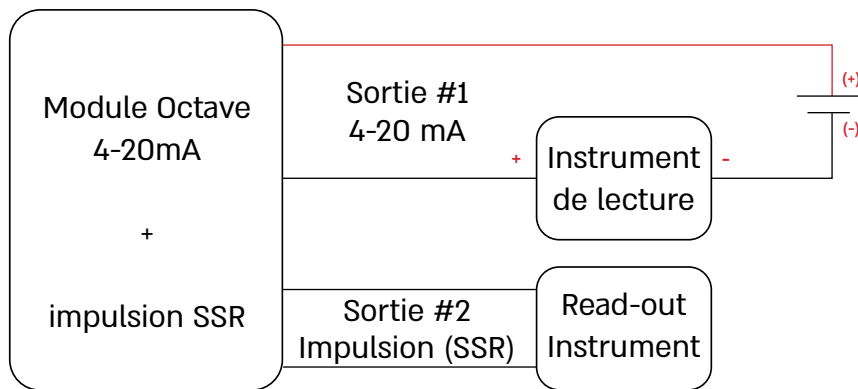 Module Octave
4-20mA
+
impulsion SSR
Sortie #1
4-20 mA
+
Instrument
de lecture
-
(+)
(-)
Sortie #2
Impulsion (SSR)
Read-out
Instrument